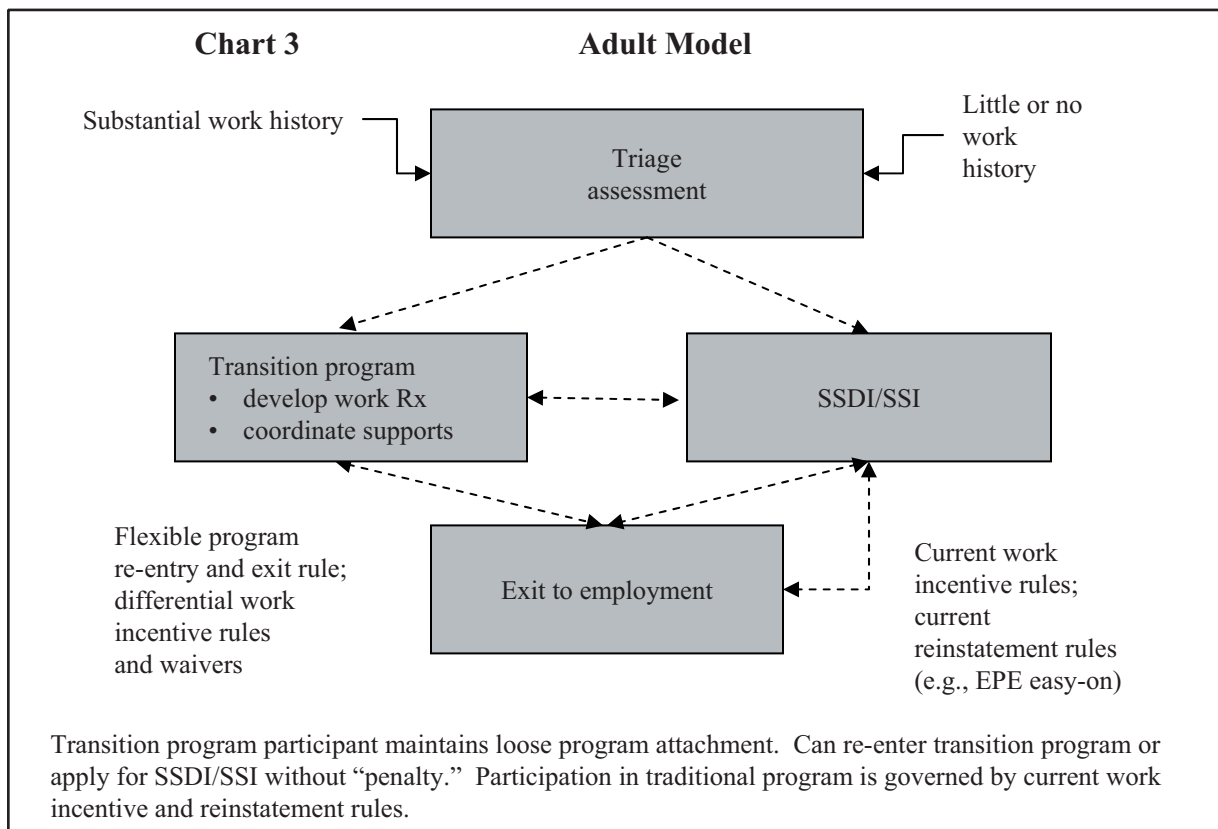 Chart 3
Adult Model
Substantial work history
Little or no
work
history
Triage
assessment
Transition program
• develop work Rx
• coordinate supports
SSDI/SSI
Flexible program
re-entry and exit rule;
differential work
incentive rules
and waivers
Exit to employment
Current work
incentive rules;
current
reinstatement rules
(e.g., EPE easy-on)
Transition program participant maintains loose program attachment.  Can re-enter transition program or
apply for SSDI/SSI without “penalty.”  Participation in traditional program is governed by current work
incentive and reinstatement rules.